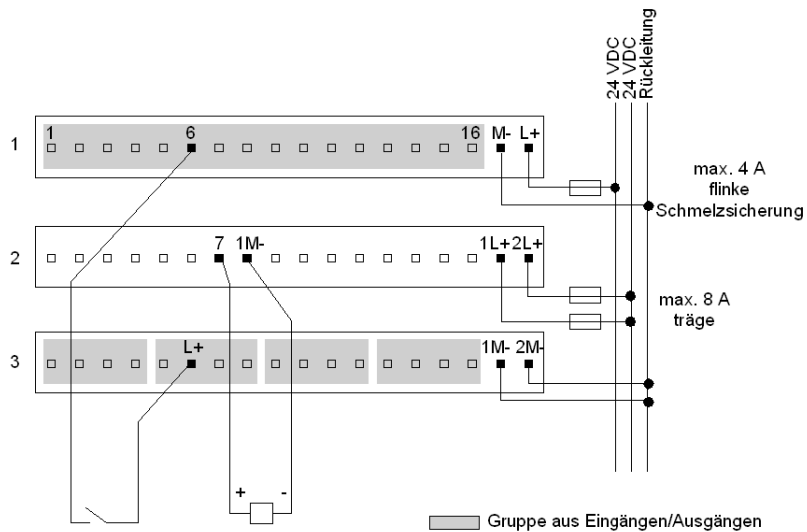 24 VDC
24 VDC
Rückleitung
1
1 6 16 M- L+
max. 4 A
flinke
Schmelzsicherung
2
7 1M- 1L+ 2L+
max. 8 A
träge
3
L+ 1M- 2M-
+ -
Gruppe aus Eingängen/Ausgängen